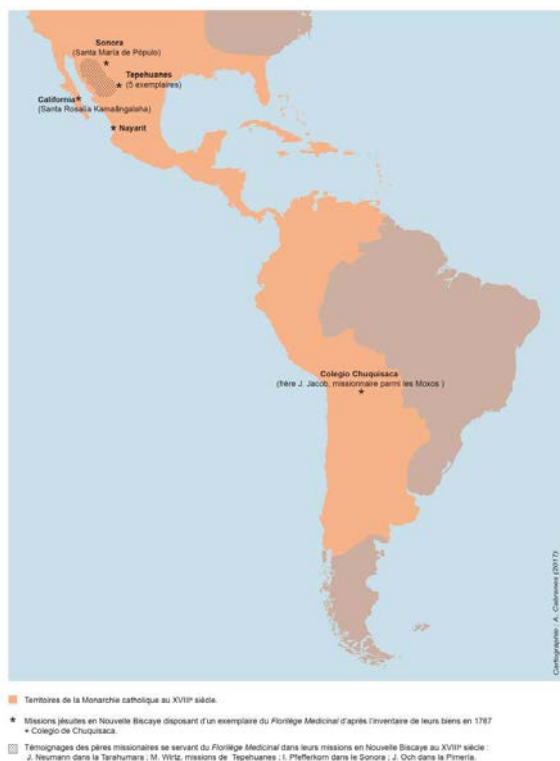 Sonora
(Santa María de Pópulo)
Tepehuanes
(5 exemplaires)
California
(Santa Rosalía Kamaângalaha)
Nayarit
Colegio Chuquisaca
(frère J. Jacob, missionnaire parmi les Moxos )
Cartographie : A. Cabranes (2017)
Territoires de la Monarchie catholique au XVIIIe siècle.
Missions jésuites en Nouvelle Biscaye disposant d'un exemplaire du Florilège Medicinal d'après l'inventaire de leurs biens en 1767
+ Colegio de Chuquisaca.
Témoignages des pères missionaires se servant du Florilège Medicinal dans leurs missions en Nouvelle Biscaye au XVIIIe siècle :
J. Neumann dans la Tarahumara ; M. Wirtz, missions de Tepehuanes ; I. Pfefferkorn dans le Sonora ; J. Och dans la Pimería.